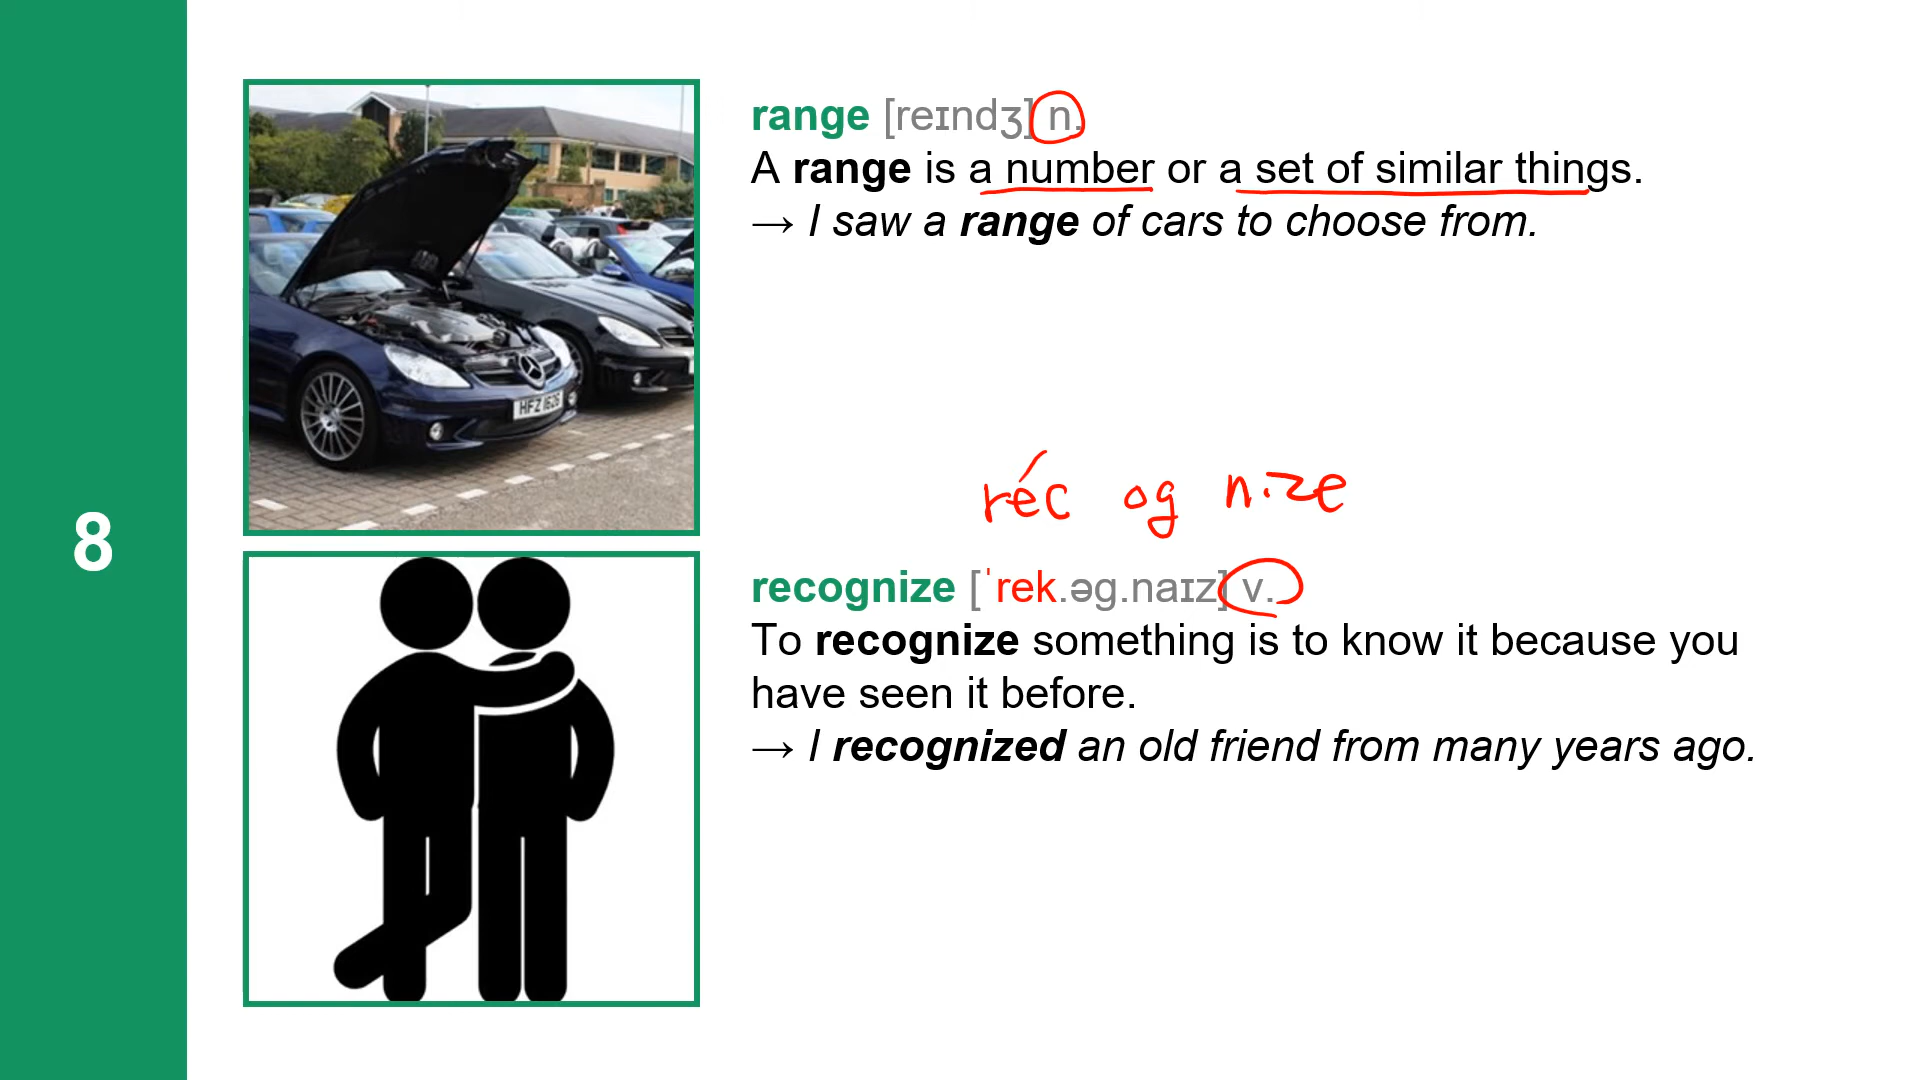 8
range [reɪndʒ] n.
A range is a number or a set of similar things.
→ I saw a range of cars to choose from.
HFZ 1626
réc og nize
recognize [ˈrek.əg.naɪz] v.
To recognize something is to know it because you
have seen it before.
→ I recognized an old friend from many years ago.